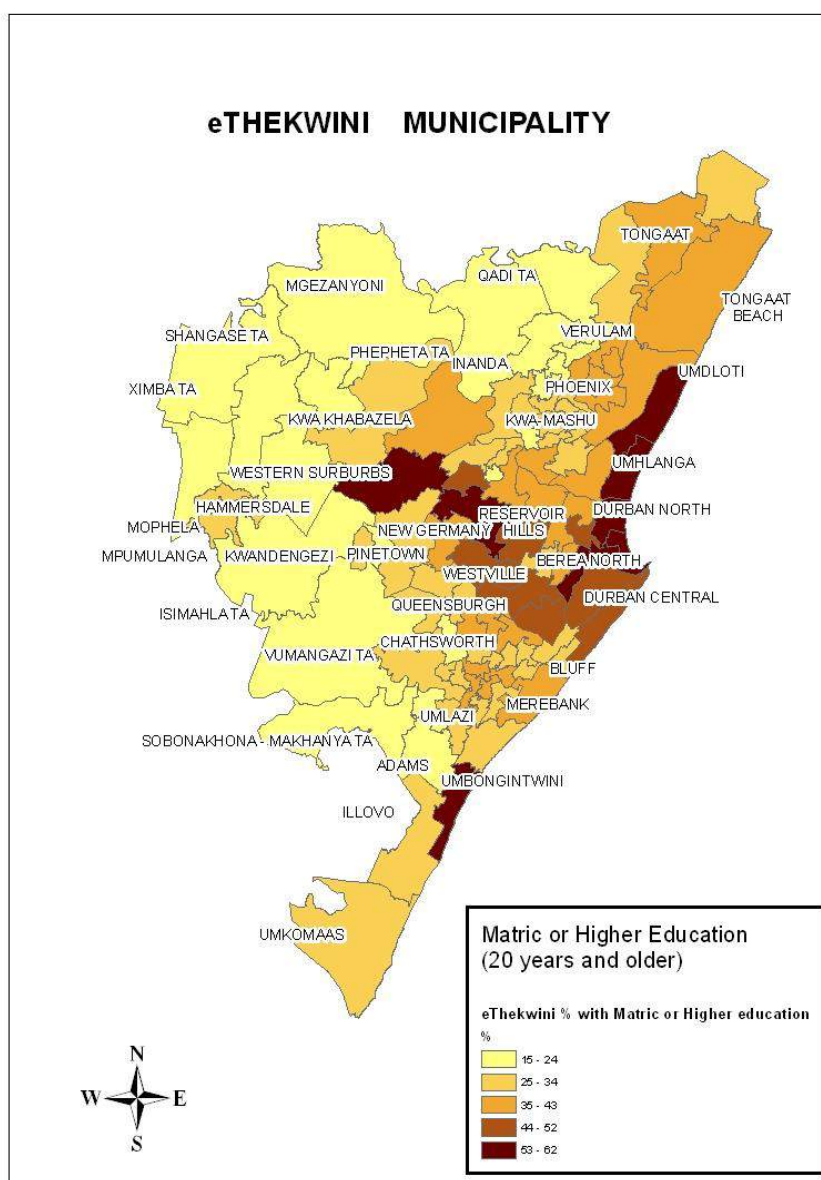 eTHEKWINI MUNICIPALITY
TONGAAT
QADI TA
MGEZANYONI
TONGAAT
BEACH
VERULAM
SHANGASE TA
PHEPHETA TA
INANDA
UMDLOTI
XIMBA TA
PHOENIX
KWA KHABAZELA
KWA-MASHU
WESTERN SURBURBS
UMHLANGA
HAMMERSDALE
RESERVOIR
HILLS
DURBAN NORTH
MOPHELA
NEW GERMANY
MPUMULANGA
KWANDENGEZI
PINETOWN
BEREA NORTH
WESTVILLE
DURBAN CENTRAL
ISIMAHLA TA
QUEENSBURGH
CHATHSWORTH
VUMANGAZI TA
BLUFF
MEREBANK
UMLAZI
SOBONAKHONA - MAKHANYA TA
ADAMS
UMBONGINTWINI
ILLOVO
UMKOMAAS
Matric or Higher Education
(20 years and older)
eThekwini % with Matric or Higher education
%
15 - 24
25 - 34
35 - 43
44 - 52
53 - 62
N
W E
S